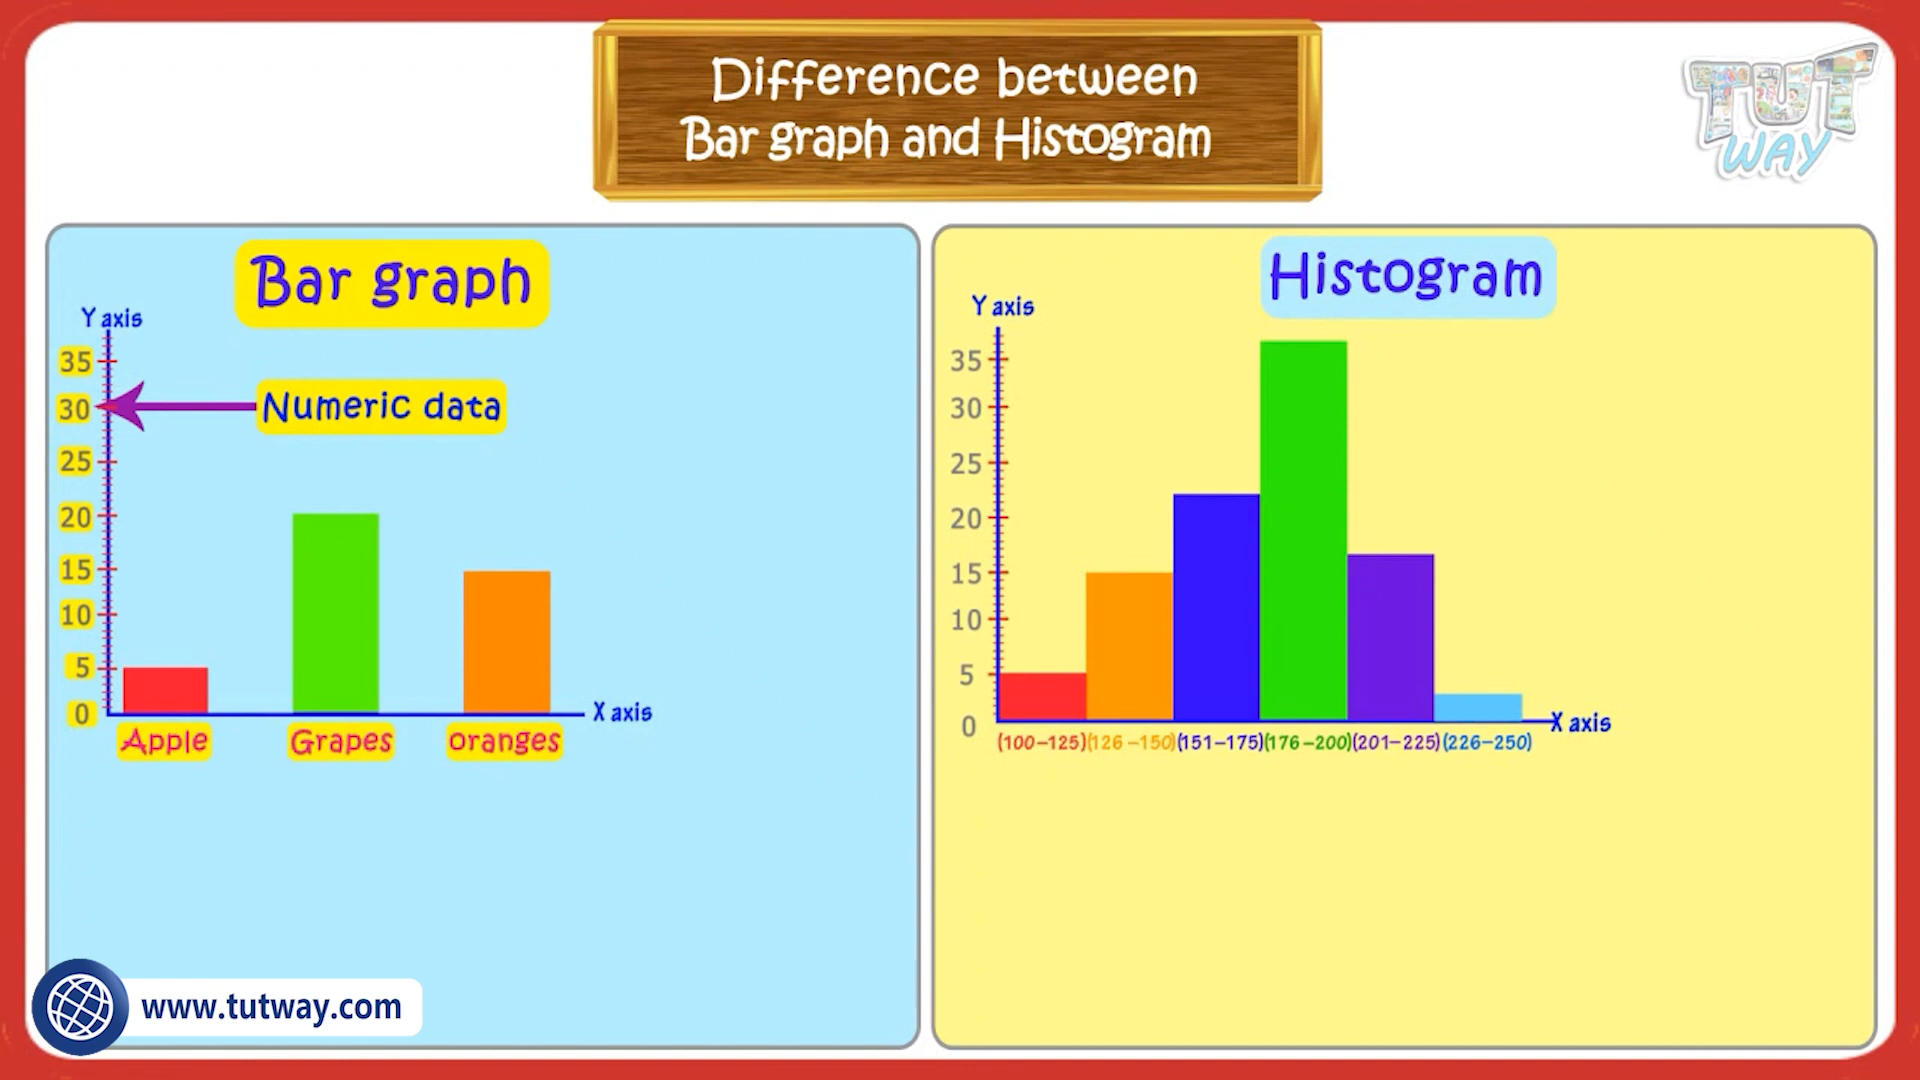 Difference between
Bar graph and Histogram
TUT
WAY
Bar graph
Y axis
35
30
25
20
15
10
5
0
Numeric data
X axis
Apple Grapes oranges
Histogram
Y axis
35
30
25
20
15
10
5
0
X axis
(100-125)(126-150)(151-175)(176-200)(201-225)(226-250)
www.tutway.com